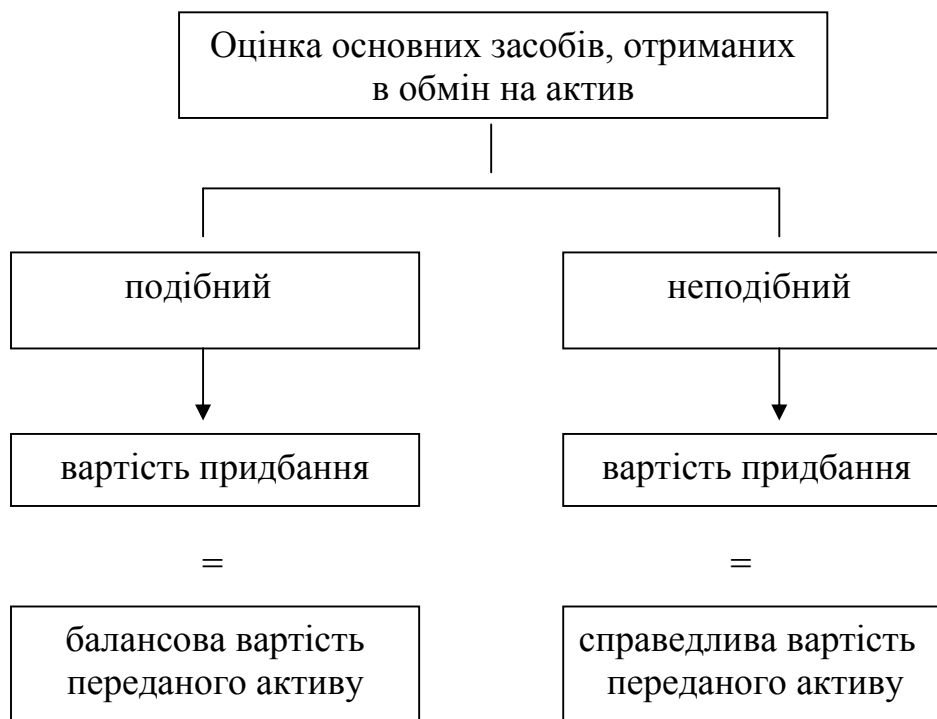 Оцінка основних засобів, отриманих
в обмін на актив
подібний
неподібний
вартість придбання
вартість придбання
=
=
балансова вартість
переданого активу
справедлива вартість
переданого активу